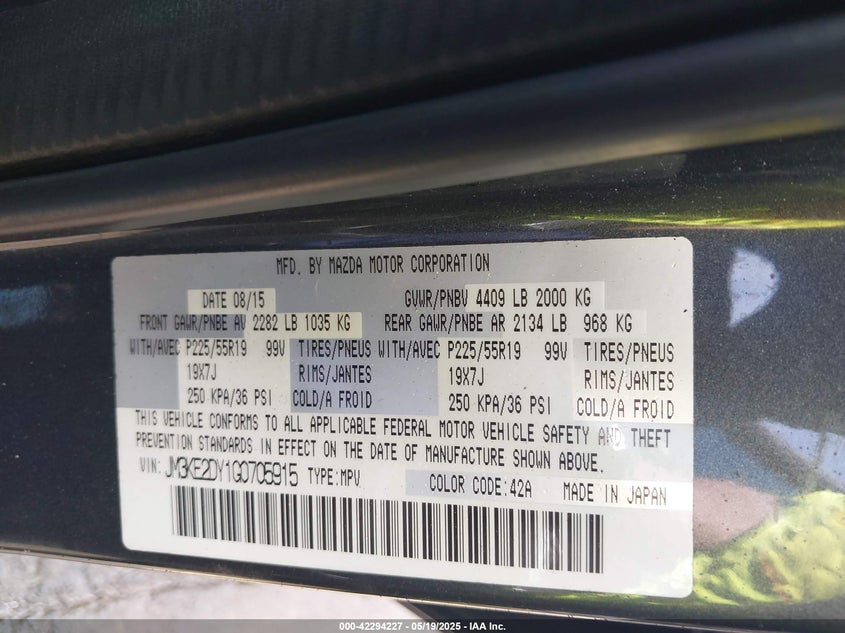 MFD. BY MAZDA MOTOR CORPORATION
DATE 08/15 GVWR/PNBV 4409 LB 2000 KG
FRONT GAWR/PNBE AV 2282 LB 1035 KG REAR GAWR/PNBE AR 2134 LB 968 KG
WITH/AVEC P225/55R19 99V TIRES/PNEUS WITH/AVEC P225/55R19 99V TIRES/PNEUS
19X7J RIMS/JANTES 19X7J RIMS/JANTES
250 KPA/36 PSI COLD/A FROID 250 KPA/36 PSI COLD/A FROID
THIS VEHICLE CONFORMS TO ALL APPLICABLE FEDERAL MOTOR VEHICLE SAFETY AND THEFT
PREVENTION STANDARDS IN EFFECT ON THE DATE OF MANUFACTURE SHOWN ABOVE.
VIN: JM3KE2DY1G0705915 TYPE:MPV COLOR CODE:42A MADE IN JAPAN
000-42294227 - 05/19/2025 - IAA Inc.